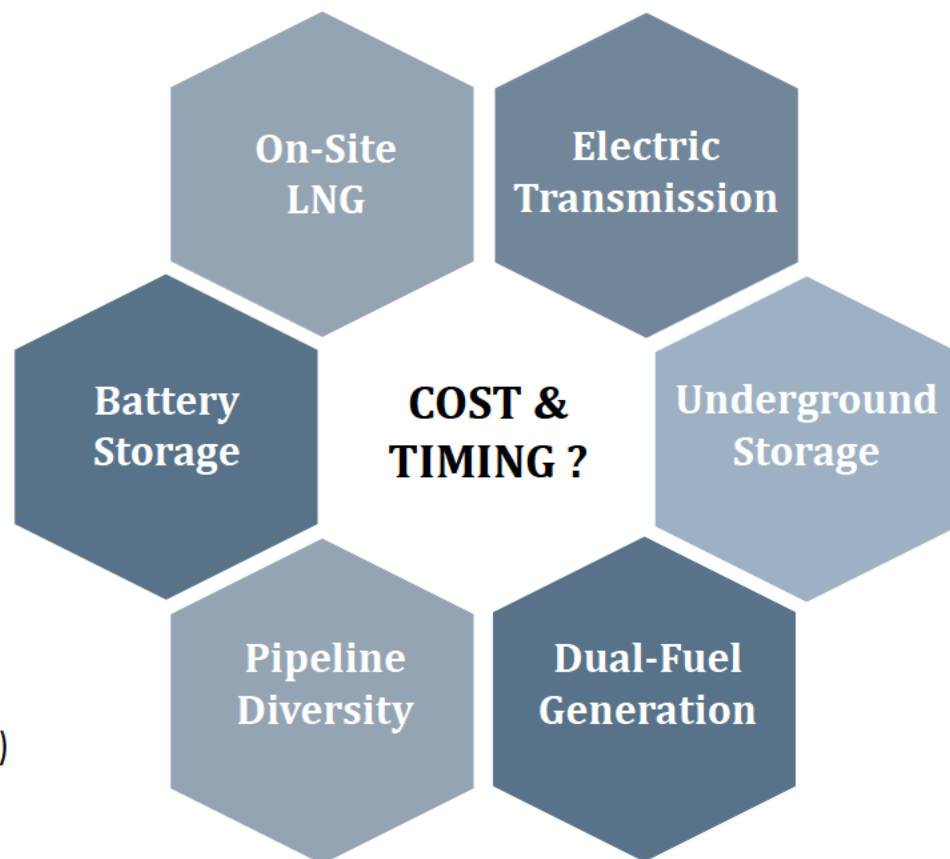 On-Site
LNG
Electric
Transmission
Battery
Storage
COST &
TIMING ?
Underground
Storage
Pipeline
Diversity
Dual-Fuel
Generation
)